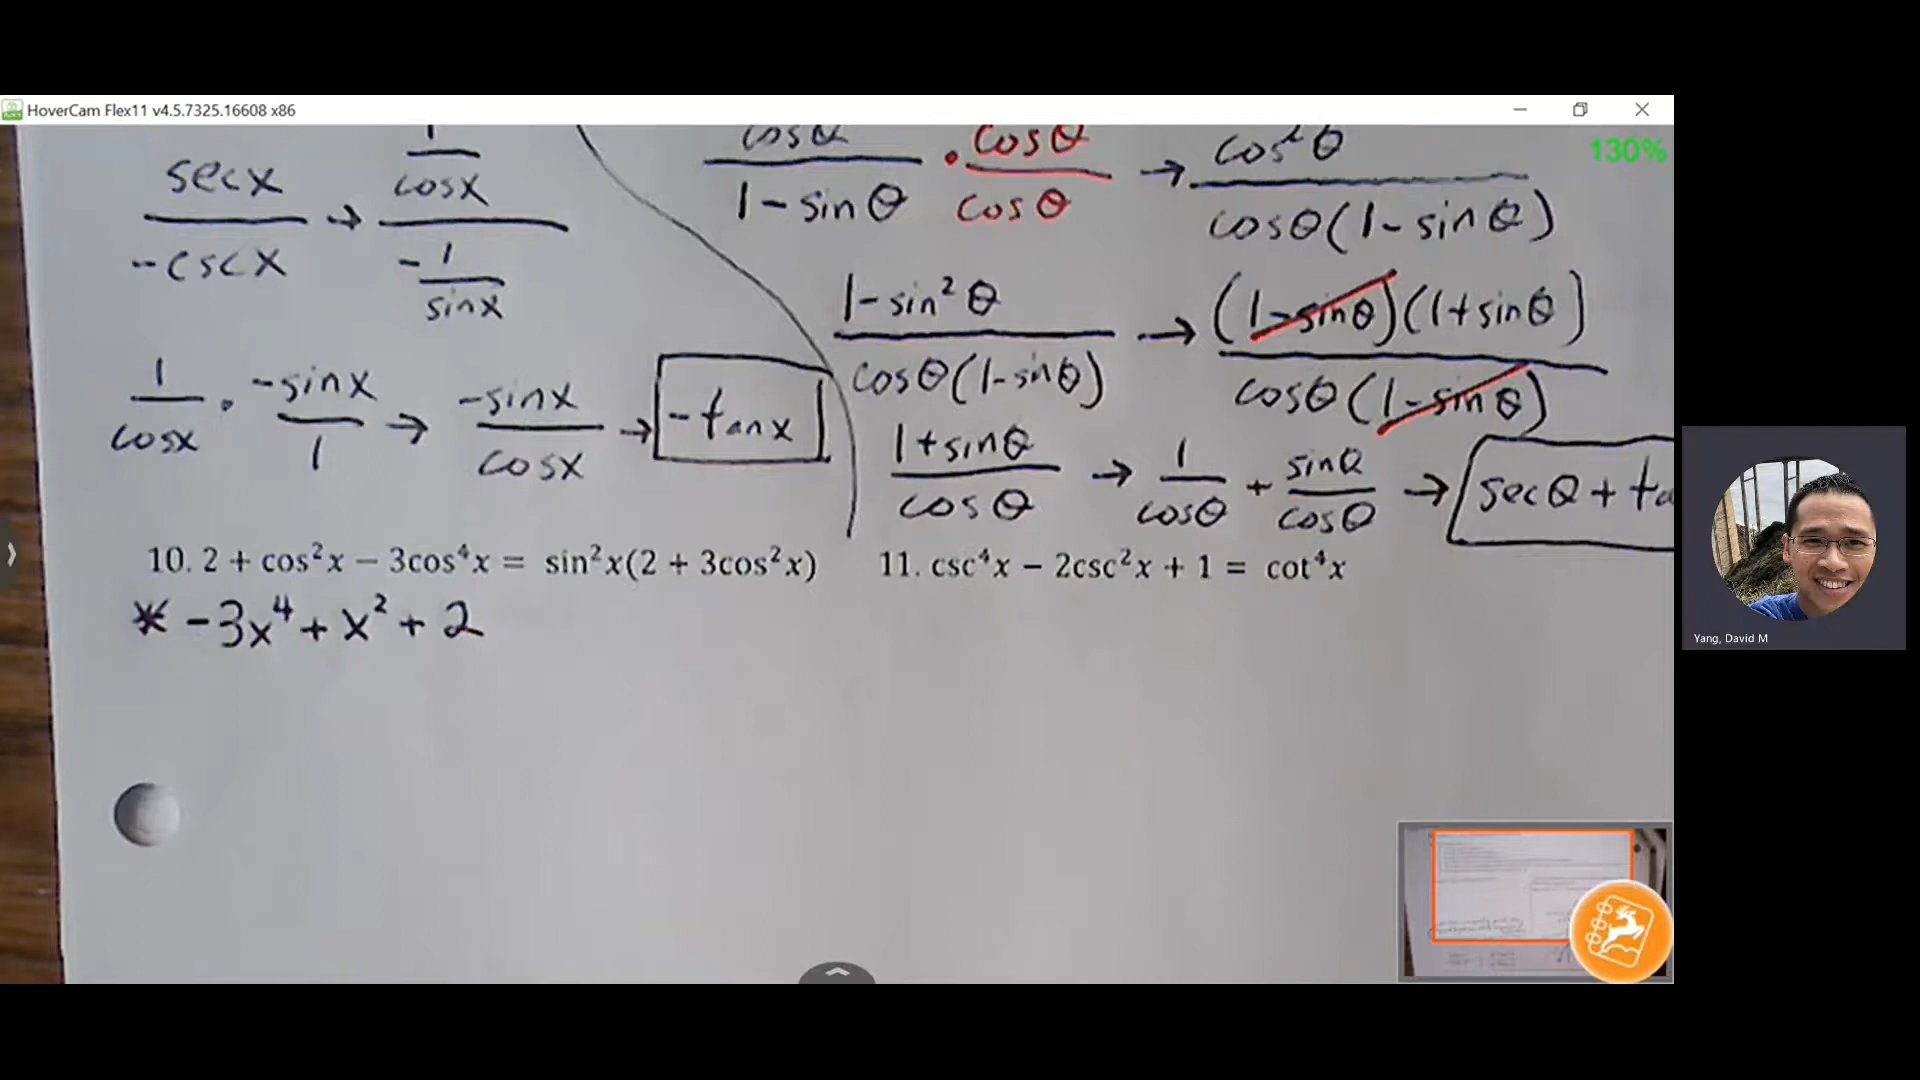 HoverCam Flex11 v4.5.7325.16608 x86
130%
secx / -cscx → 1/cosx / -1/sinx
1/cosx · -sinx/1 → -sinx/cosx → -tanx
cosθ / 1-sinθ · cosθ/cosθ → cos²θ / cosθ(1-sinθ)
1-sin²θ / cosθ(1-sinθ) → (1-sinθ)(1+sinθ) / cosθ(1-sinθ)
1+sinθ / cosθ → 1/cosθ + sinθ/cosθ → secθ + ta
10. 2 + cos²x − 3cos⁴x = sin²x(2 + 3cos²x)
* -3x⁴ + x² + 2
11. csc⁴x − 2csc²x + 1 = cot⁴x
Yang, David M